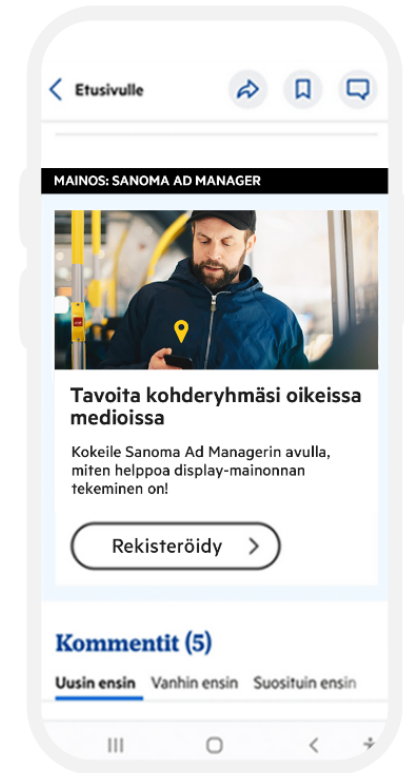 Etusivulle
MAINOS: SANOMA AD MANAGER
Tavoita kohderyhmäsi oikeissa
medioissa
Kokeile Sanoma Ad Managerin avulla,
miten helppoa display-mainonnan
tekeminen on!
Rekisteröidy
Kommentit (5)
Uusin ensin Vanhin ensin Suosituin ensin